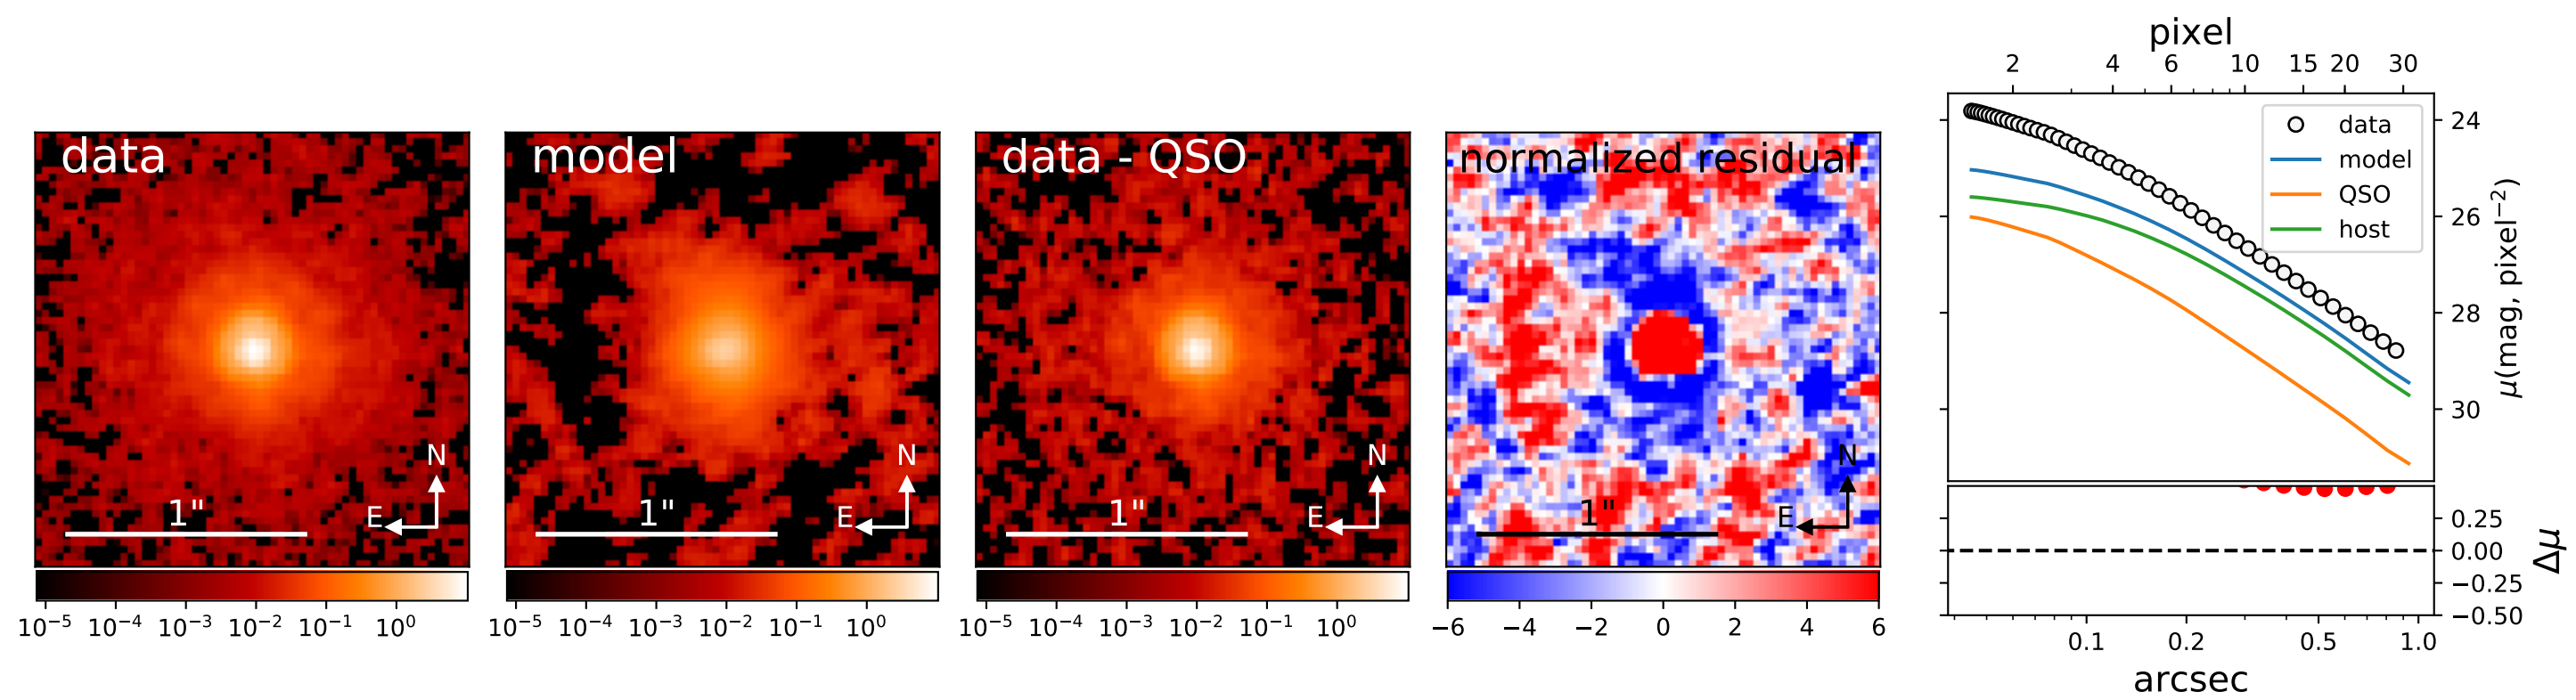 data
1"
N
E
10⁻⁵ 10⁻⁴ 10⁻³ 10⁻² 10⁻¹ 10⁰
model
1"
N
E
10⁻⁵ 10⁻⁴ 10⁻³ 10⁻² 10⁻¹ 10⁰
data - QSO
1"
N
E
10⁻⁵ 10⁻⁴ 10⁻³ 10⁻² 10⁻¹ 10⁰
normalized residual
1"
N
E
−6 −4 −2 0 2 4 6
pixel
2 4 6 10 15 20 30
data
model
QSO
host
24
26
28
30
μ(mag, pixel⁻²)
0.25
0.00
−0.25
−0.50
Δμ
0.1 0.2 0.5 1.0
arcsec